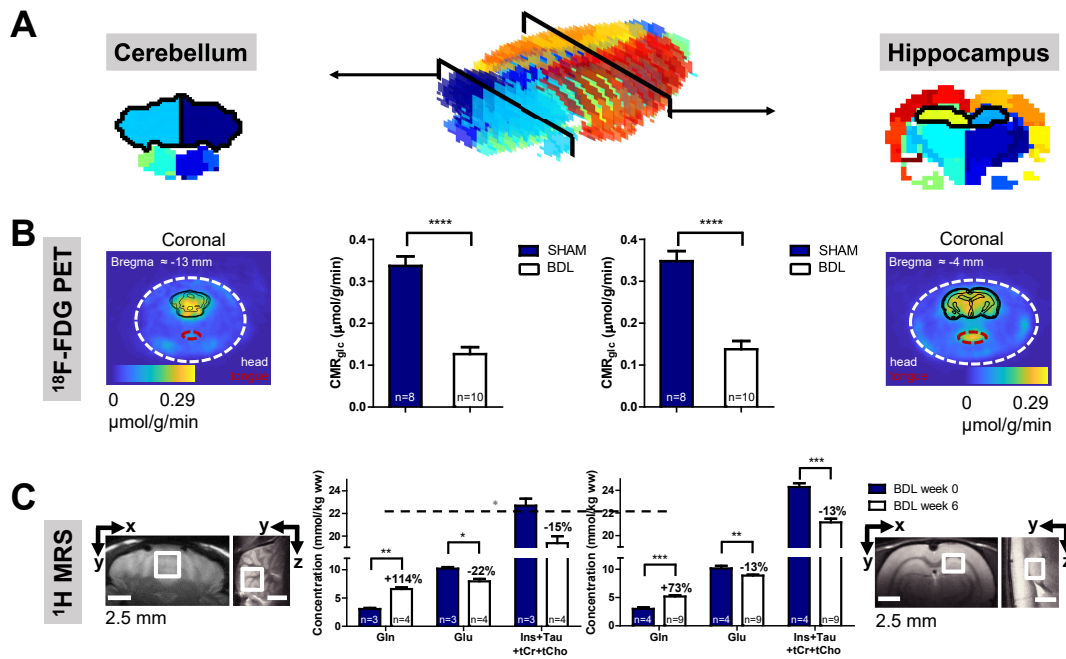 A
Cerebellum
Hippocampus
B
18F-FDG PET
Coronal
Bregma ≈ -13 mm
head
tongue
0 0.29
µmol/g/min
CMRglc (µmol/g/min)
0.4
0.3
0.2
0.1
0.0
****
n=8
n=10
SHAM
BDL
CMRglc (µmol/g/min)
0.4
0.3
0.2
0.1
0.0
****
n=8
n=10
SHAM
BDL
Coronal
Bregma ≈ -4 mm
head
tongue
0 0.29
µmol/g/min
C
1H MRS
x
y
y
z
2.5 mm
Concentration (mmol/kg ww)
24
22
20
10
5
0
**
+114%
*
-22%
*
-15%
n=3
n=4
n=3
n=4
n=3
n=4
Gln
Glu
Ins+Tau
+tCr+tCho
Concentration (mmol/kg ww)
24
22
20
10
5
0
***
+73%
**
-13%
***
-13%
n=4
n=9
n=4
n=9
n=4
n=9
Gln
Glu
Ins+Tau
+tCr+tCho
BDL week 0
BDL week 6
x
y
y
z
2.5 mm